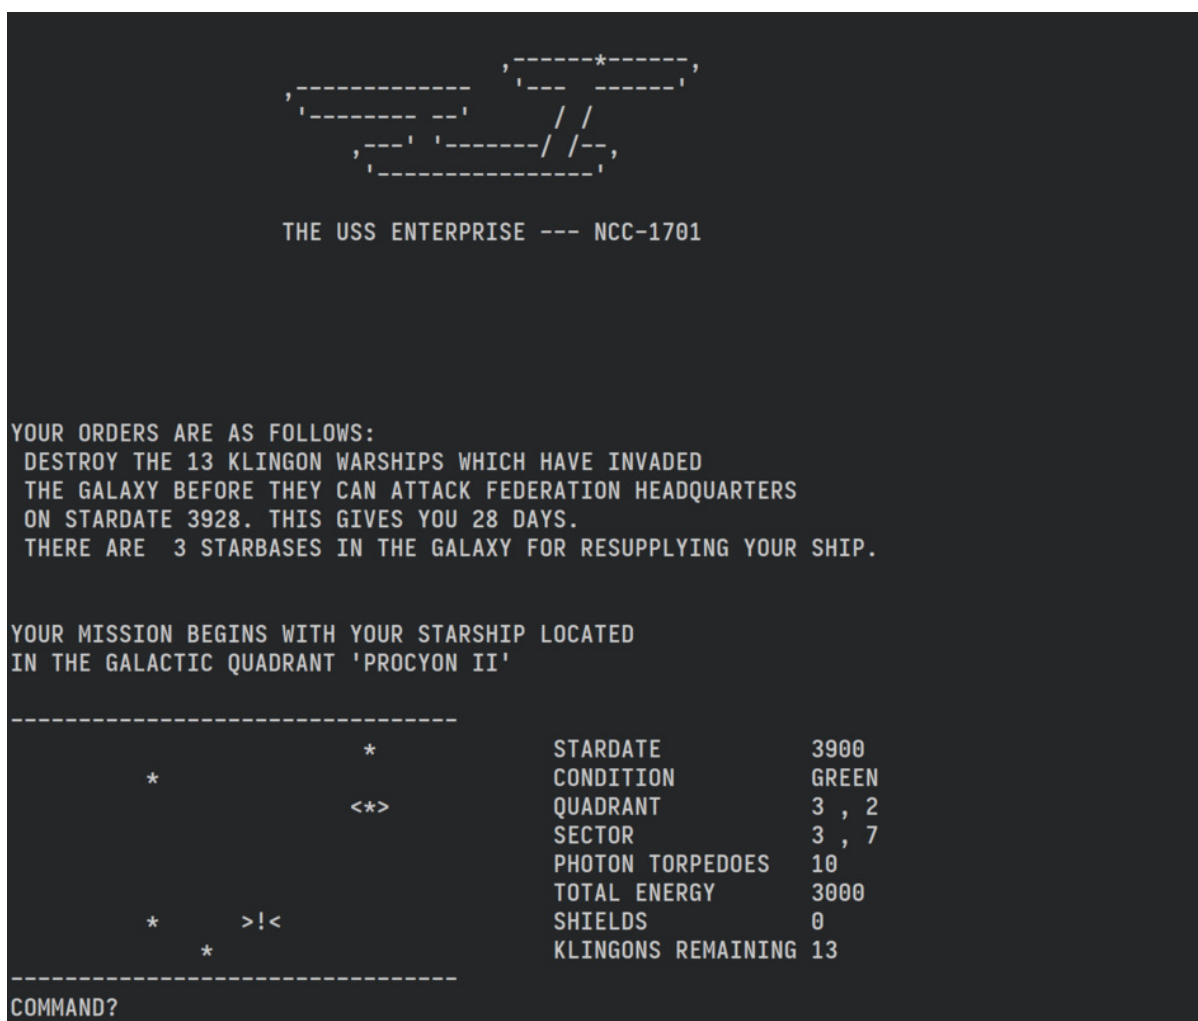 ,------*------,
                     ,-------------   '---  ------'
                      '-------- --'      / /
                          ,---' '-------/ /--,
                           '----------------'

                    THE USS ENTERPRISE --- NCC-1701

YOUR ORDERS ARE AS FOLLOWS:
 DESTROY THE 13 KLINGON WARSHIPS WHICH HAVE INVADED
 THE GALAXY BEFORE THEY CAN ATTACK FEDERATION HEADQUARTERS
 ON STARDATE 3928. THIS GIVES YOU 28 DAYS.
 THERE ARE  3 STARBASES IN THE GALAXY FOR RESUPPLYING YOUR SHIP.

YOUR MISSION BEGINS WITH YOUR STARSHIP LOCATED
IN THE GALACTIC QUADRANT 'PROCYON II'

---------------------------------
                          *             STARDATE           3900
          *                             CONDITION          GREEN
                         <*>            QUADRANT           3 , 2
                                        SECTOR             3 , 7
                                        PHOTON TORPEDOES   10
                                        TOTAL ENERGY       3000
          *      >!<                    SHIELDS            0
              *                         KLINGONS REMAINING 13
---------------------------------
COMMAND?